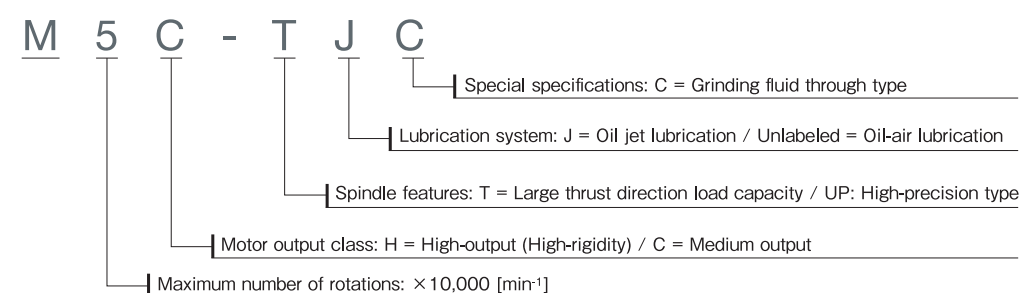 M 5 C - T J C
Special specifications: C = Grinding fluid through type
Lubrication system: J = Oil jet lubrication / Unlabeled = Oil-air lubrication
Spindle features: T = Large thrust direction load capacity / UP: High-precision type
Motor output class: H = High-output (High-rigidity) / C = Medium output
Maximum number of rotations: ×10,000 [min⁻¹]